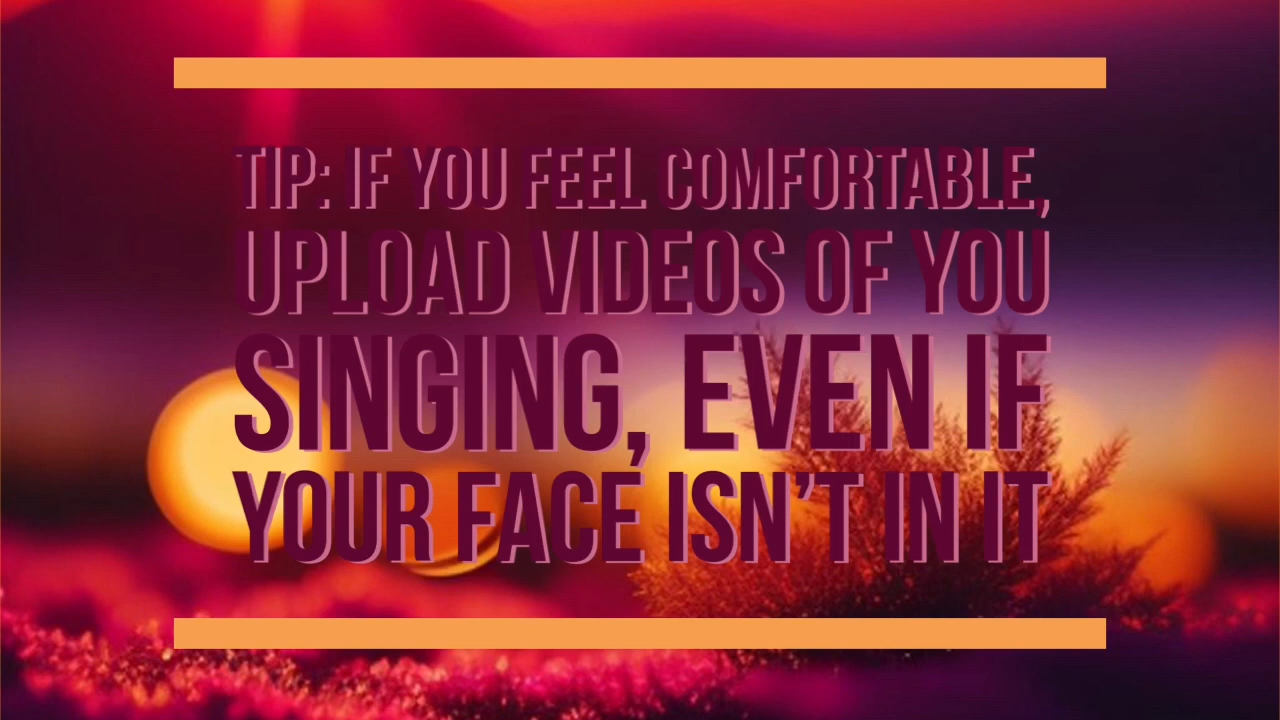 TIP: IF YOU FEEL COMFORTABLE,
UPLOAD VIDEOS OF YOU
SINGING, EVEN IF
YOUR FACE ISN'T IN IT